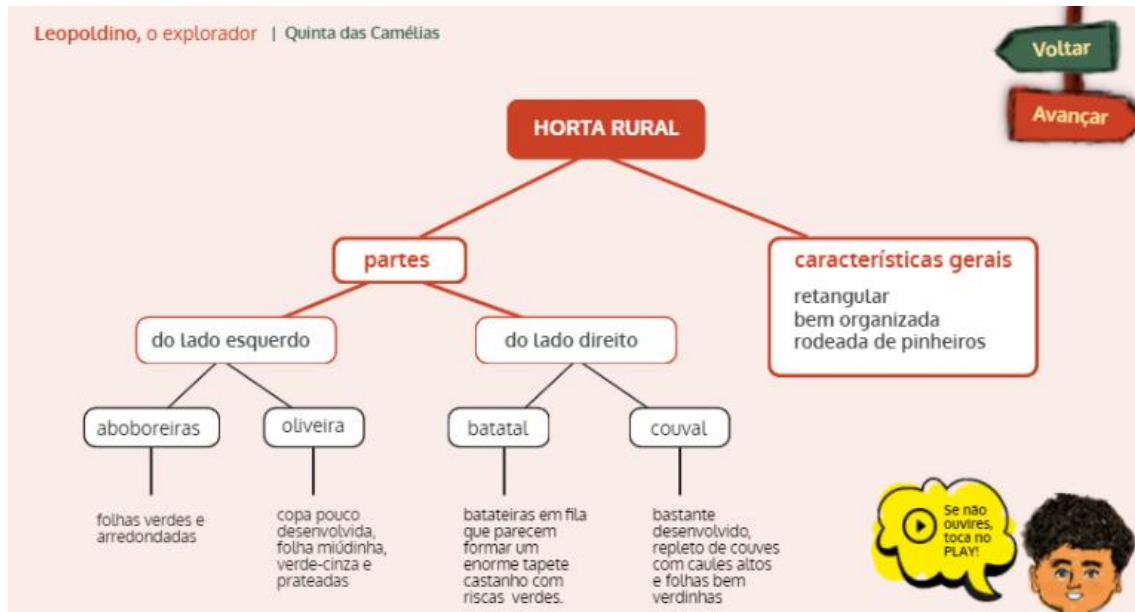 Leopoldino, o explorador | Quinta das Camélias
Voltar
Avançar
HORTA RURAL
partes
características gerais
retangular
bem organizada
rodeada de pinheiros
do lado esquerdo
do lado direito
aboboreiras
oliveira
batatal
couval
folhas verdes e
arredondadas
copa pouco
desenvolvida,
folha miúdinha,
verde-cinza e
prateadas
batateiras em fila
que parecem
formar um
enorme tapete
castanho com
riscas verdes.
bastante
desenvolvido,
repleto de couves
com caules altos
e folhas bem
verdinhas
Se não
ouvires,
toca no
PLAY!